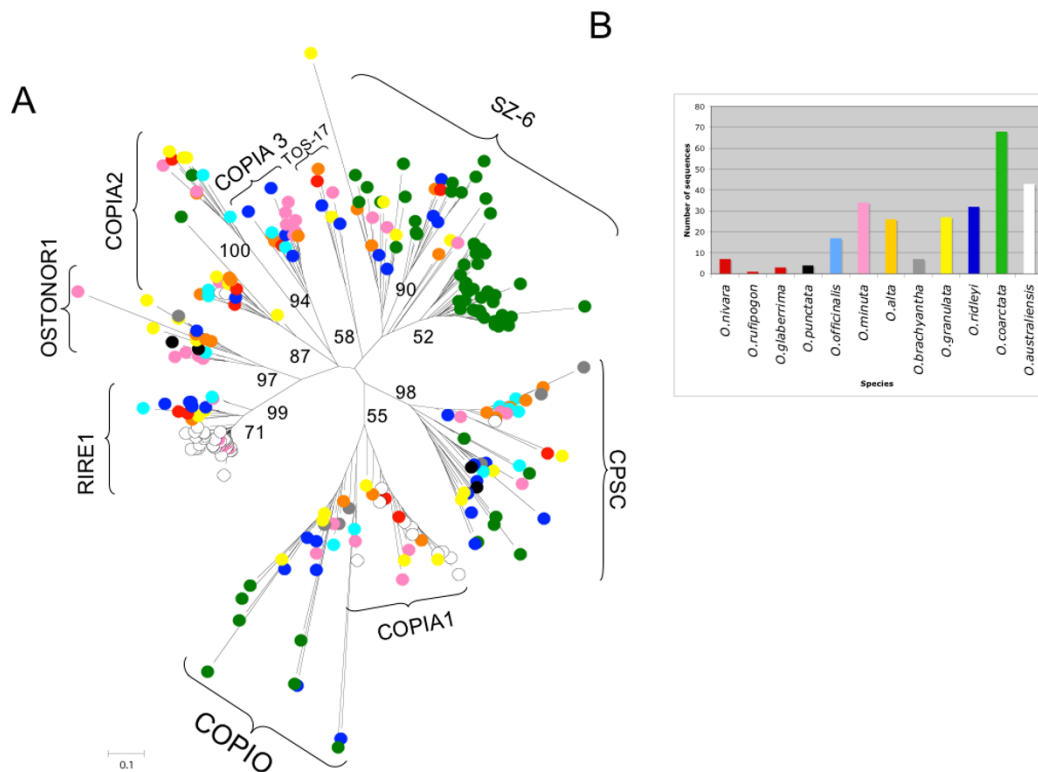 A
B
SZ-6
TOS-17
COPIA 3
COPIA2
OSTONOR1
RIRE1
100
94
90
58
52
87
97
98
99
55
71
CPSC
COPIA1
COPIO
0.1
Number of sequences
80
70
60
50
40
30
20
10
0
O.nivara
O.rufipogon
O.glaberrima
O.punctata
O.officinalis
O.minuta
O.alta
O.brachyantha
O.granulata
O.ridleyi
O.coarctata
O.australiensis
Species